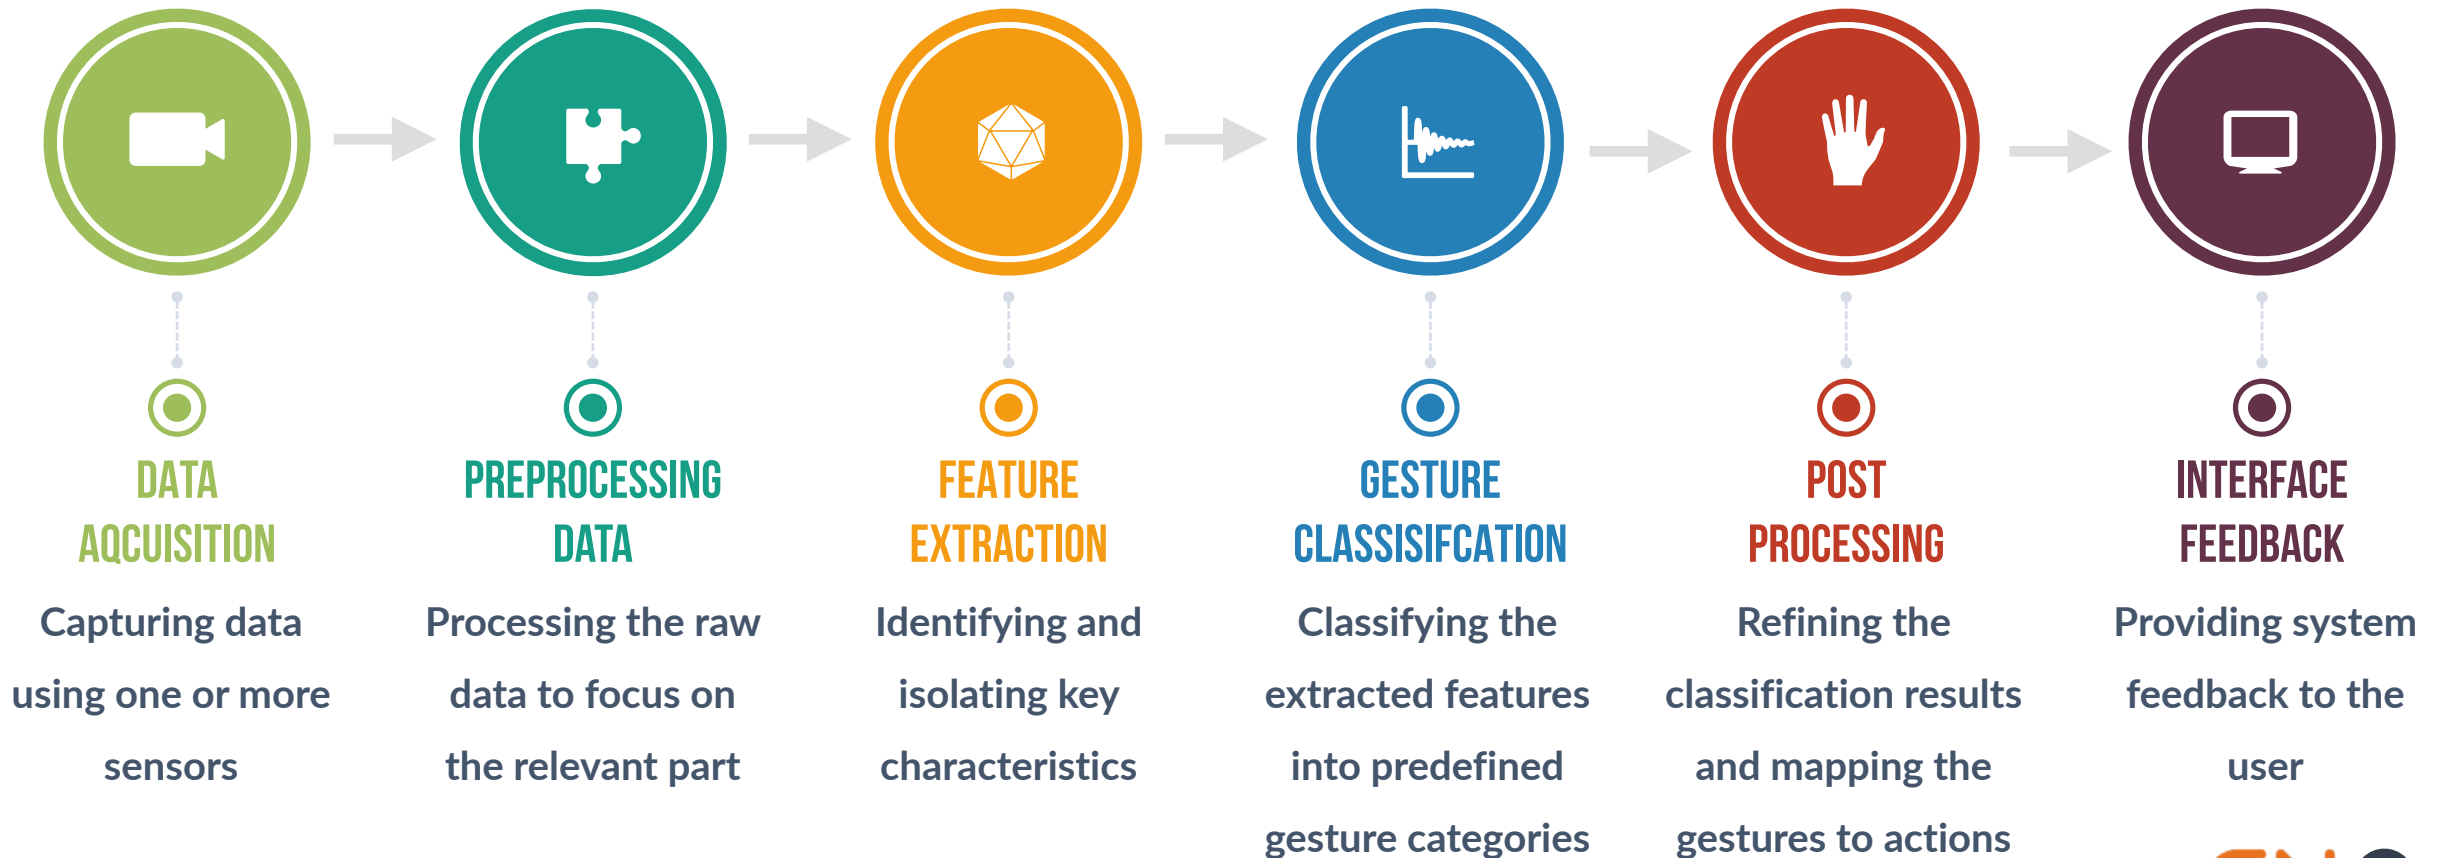 DATA
AQCUISITION
Capturing data
using one or more
sensors
PREPROCESSING
DATA
Processing the raw
data to focus on
the relevant part
FEATURE
EXTRACTION
Identifying and
isolating key
characteristics
GESTURE
CLASSISIFCATION
Classifying the
extracted features
into predefined
gesture categories
POST
PROCESSING
Refining the
classification results
and mapping the
gestures to actions
INTERFACE
FEEDBACK
Providing system
feedback to the
user